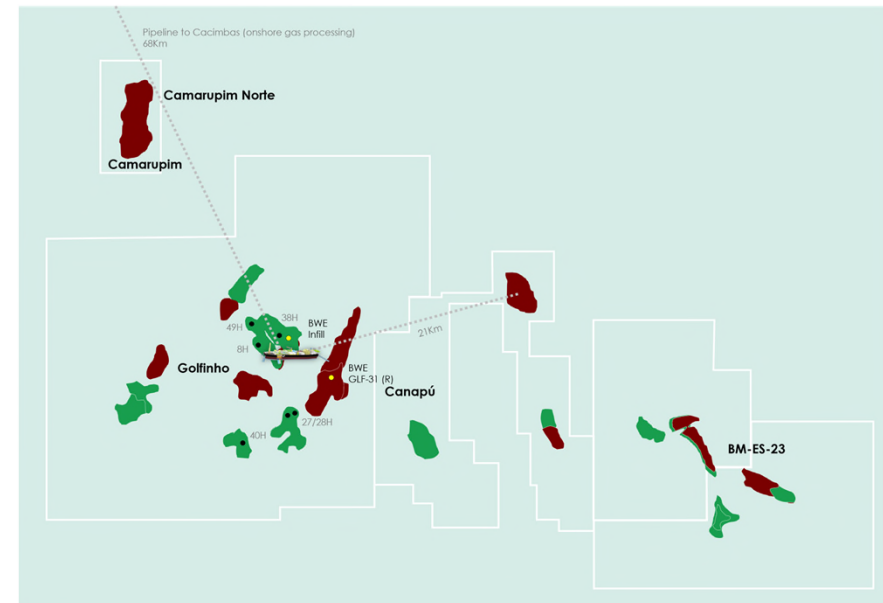 Pipeline to Cacimbas (onshore gas processing)
68Km
Camarupim Norte
Camarupim
38H
49H
BWE
Infill
8H
21Km
Golfinho
BWE
GLF-31 (R)
Canapú
27/28H
40H
BM-ES-23